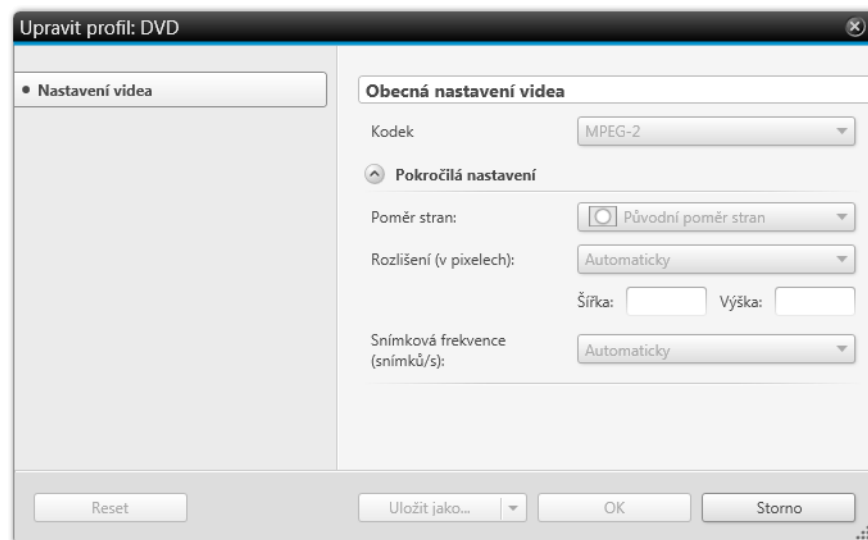 Upravit profil: DVD
Nastavení videa
Obecná nastavení videa
Kodek
MPEG-2
Pokročilá nastavení
Poměr stran:
Původní poměr stran
Rozlišení (v pixelech):
Automaticky
Šířka:
Výška:
Snímková frekvence
(snímků/s):
Automaticky
Reset
Uložit jako...
OK
Storno